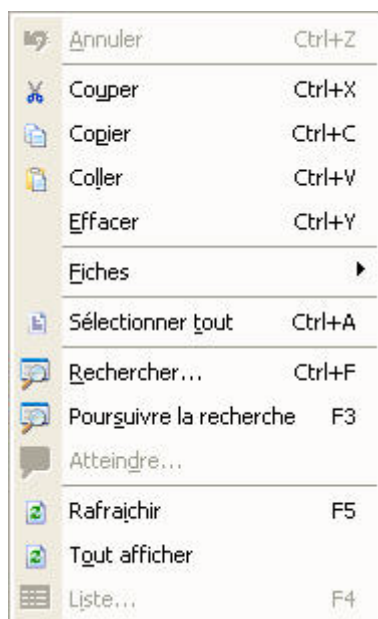 Annuler Ctrl+Z
Couper Ctrl+X
Copier Ctrl+C
Coller Ctrl+V
Effacer Ctrl+Y
Fiches
Sélectionner tout Ctrl+A
Rechercher... Ctrl+F
Poursuivre la recherche F3
Atteindre...
Rafraichir F5
Tout afficher
Liste... F4